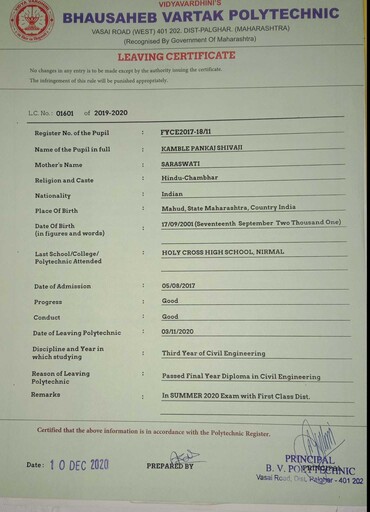 VIDYAVARDHINI'S
BHAUSAHEB VARTAK POLYTECHNIC
VASAI ROAD (WEST) 401 202. DIST-PALGHAR. (MAHARASHTRA)
(Recognised By Government Of Maharashtra)
LEAVING CERTIFICATE
No changes in any entry is to be made except by the authority issuing the certificate.
The infringement of this rule will be punished appropriately.
L.C. No : 01601 of 2019-2020
Register No. of the Pupil : FYCE2017-18/11
Name of the Pupil in full : KAMBLE PANKAJ SHIVAJI
Mother's Name : SARASWATI
Religion and Caste : Hindu-Chambhar
Nationality : Indian
Place Of Birth : Mahud, State Maharashtra, Country India
Date Of Birth : 17/09/2001 (Seventeenth September Two Thousand One)
(in figures and words)
Last School/College/ : HOLY CROSS HIGH SCHOOL, NIRMAL
Polytechnic Attended
Date of Admission : 05/08/2017
Progress : Good
Conduct : Good
Date of Leaving Polytechnic : 03/11/2020
Discipline and Year in
which studying : Third Year of Civil Engineering
Reason of Leaving
Polytechnic : Passed Final Year Diploma in Civil Engineering
Remarks : In SUMMER 2020 Exam with First Class Dist.
Certified that the above information is in accordance with the Polytechnic Register.
Date : 10 DEC 2020 PREPARED BY PRINCIPAL
B. V. POLYTECHNIC
Vasai Road, Dist. Palghar - 401 202